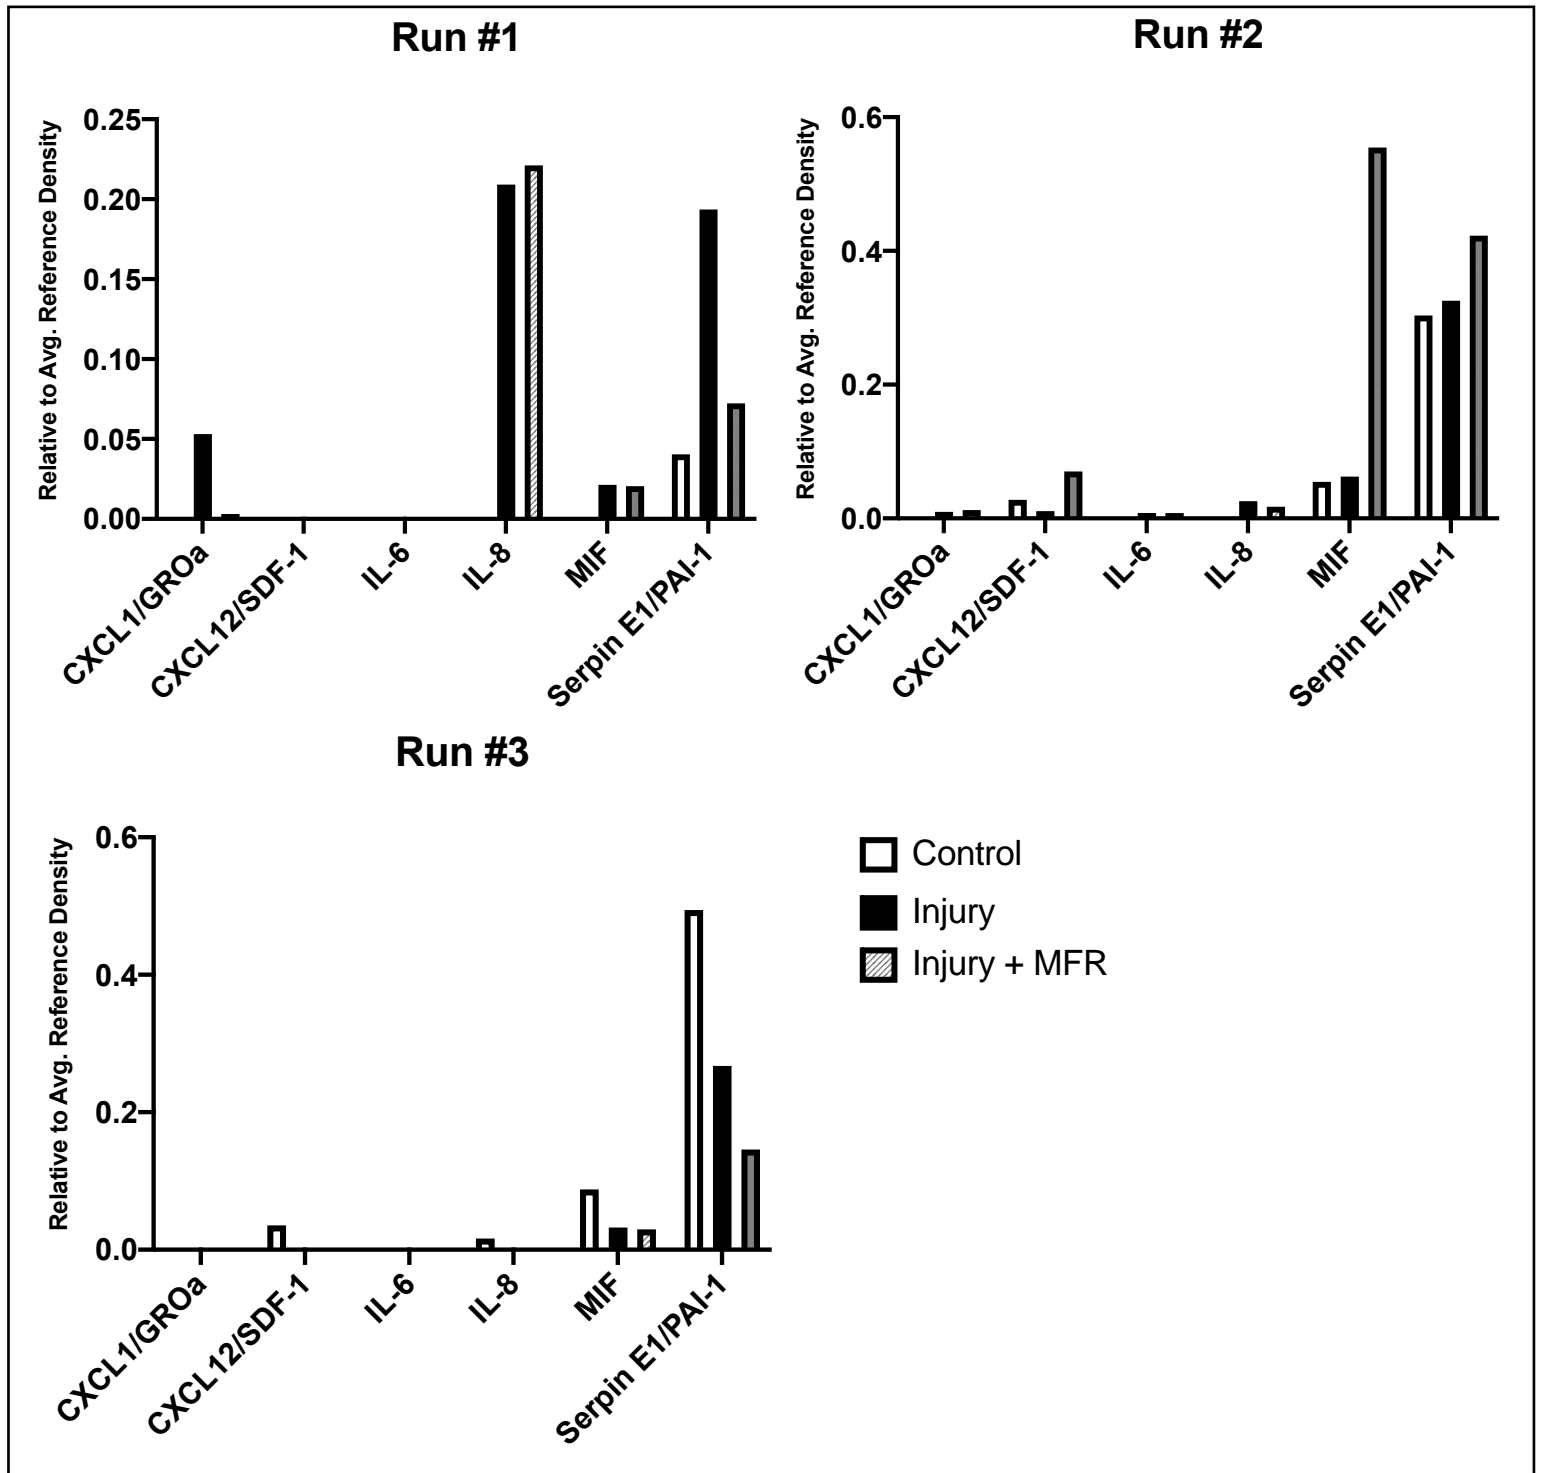 Run #1
Relative to Avg. Reference Density
0.25
0.20
0.15
0.10
0.05
0.00
CXCL1/GROa
CXCL12/SDF-1
IL-6
IL-8
MIF
Serpin E1/PAI-1
Run #2
Relative to Avg. Reference Density
0.6
0.4
0.2
0.0
CXCL1/GROa
CXCL12/SDF-1
IL-6
IL-8
MIF
Serpin E1/PAI-1
Run #3
Relative to Avg. Reference Density
0.6
0.4
0.2
0.0
CXCL1/GROa
CXCL12/SDF-1
IL-6
IL-8
MIF
Serpin E1/PAI-1
Control
Injury
Injury + MFR